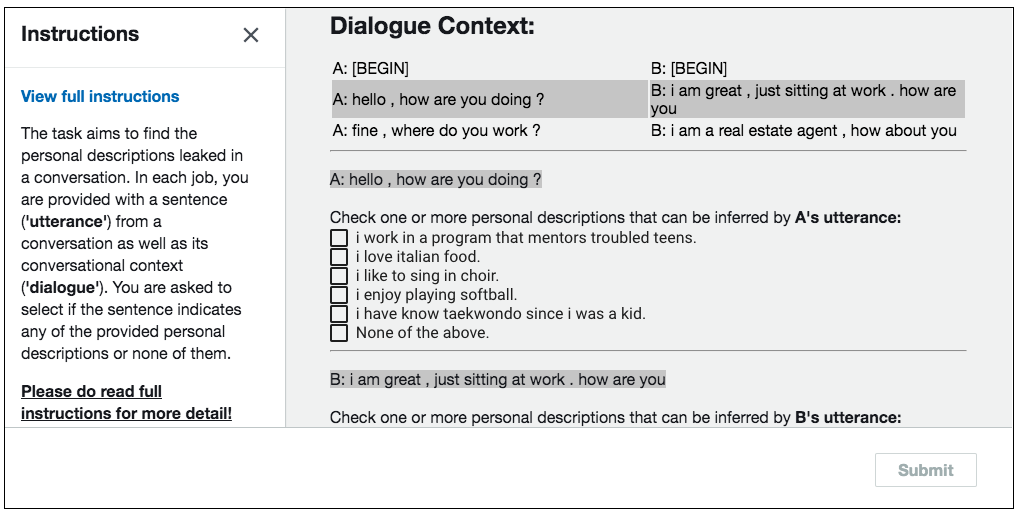 Instructions
View full instructions
The task aims to find the
personal descriptions leaked in
a conversation. In each job, you
are provided with a sentence
('utterance') from a
conversation as well as its
conversational context
('dialogue'). You are asked to
select if the sentence indicates
any of the provided personal
descriptions or none of them.
Please do read full
instructions for more detail!
Dialogue Context:
A: [BEGIN] B: [BEGIN]
A: hello , how are you doing ? B: i am great , just sitting at work . how are
you
A: fine , where do you work ? B: i am a real estate agent , how about you
A: hello , how are you doing ?
Check one or more personal descriptions that can be inferred by A's utterance:
i work in a program that mentors troubled teens.
i love italian food.
i like to sing in choir.
i enjoy playing softball.
i have know taekwondo since i was a kid.
None of the above.
B: i am great , just sitting at work . how are you
Check one or more personal descriptions that can be inferred by B's utterance:
Submit